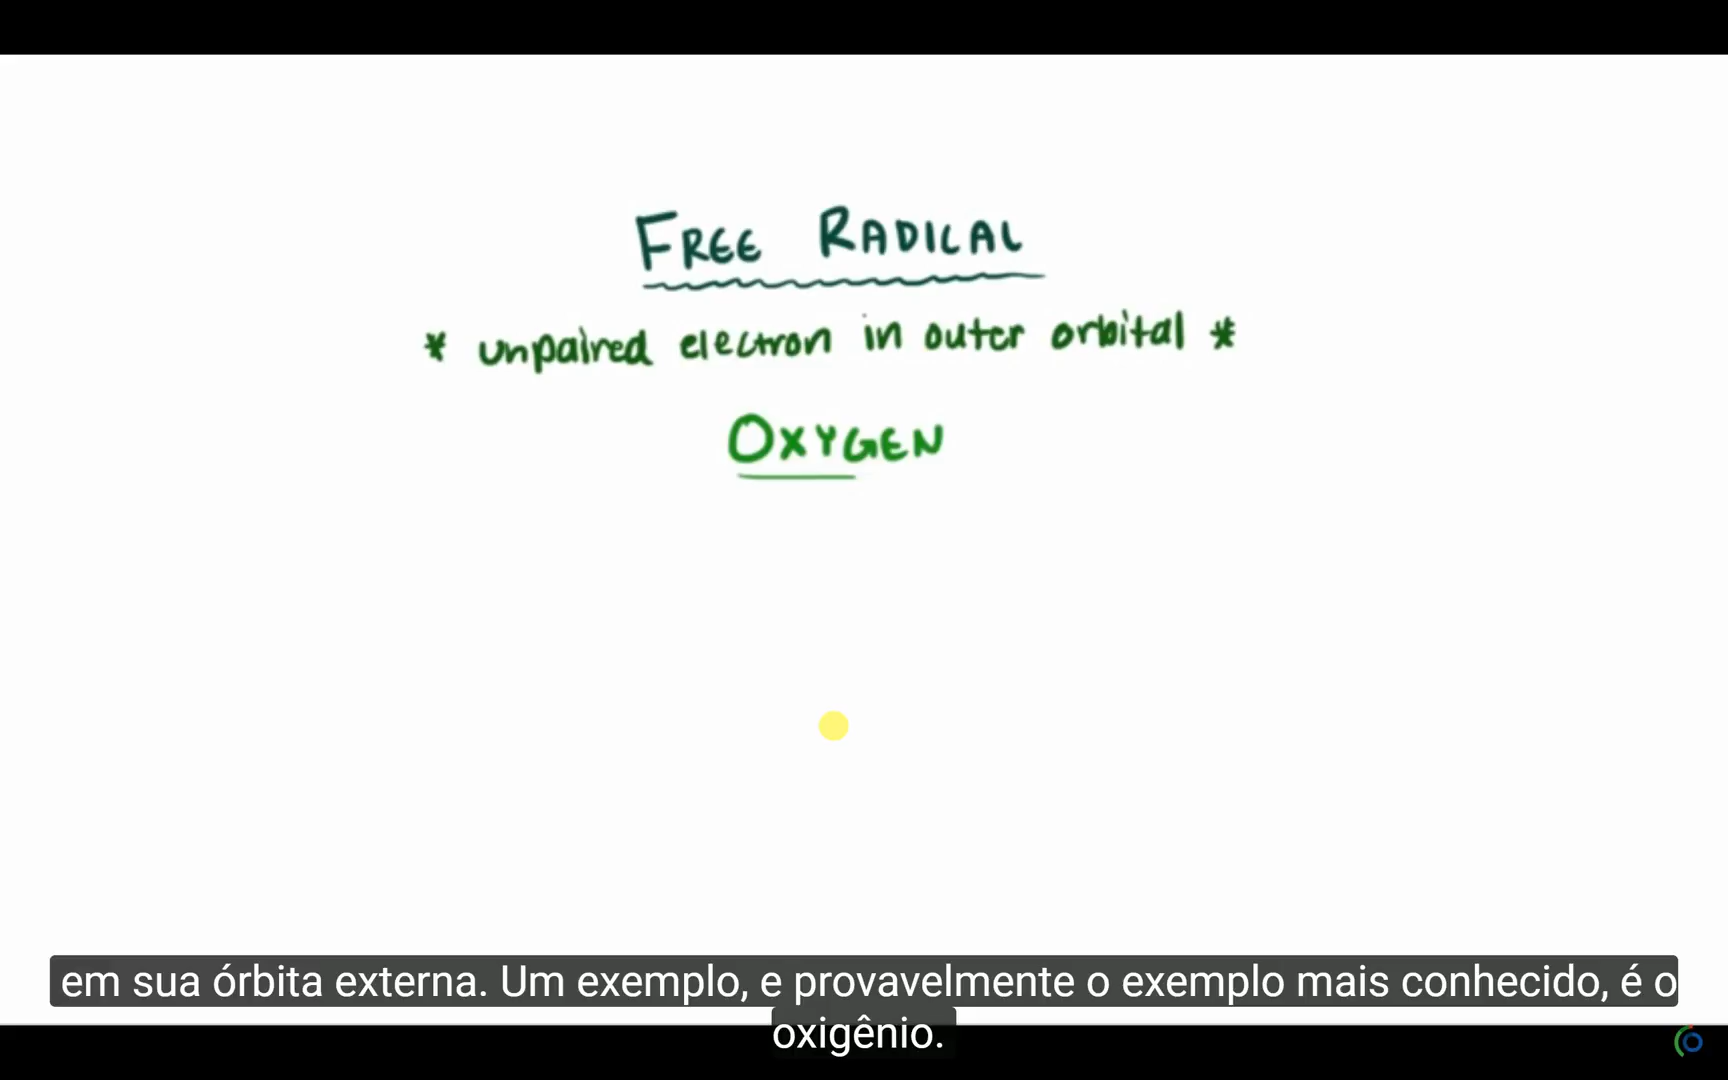 FREE RADICAL
* unpaired electron in outer orbital *
OXYGEN
em sua órbita externa. Um exemplo, e provavelmente o exemplo mais conhecido, é o
oxigênio.